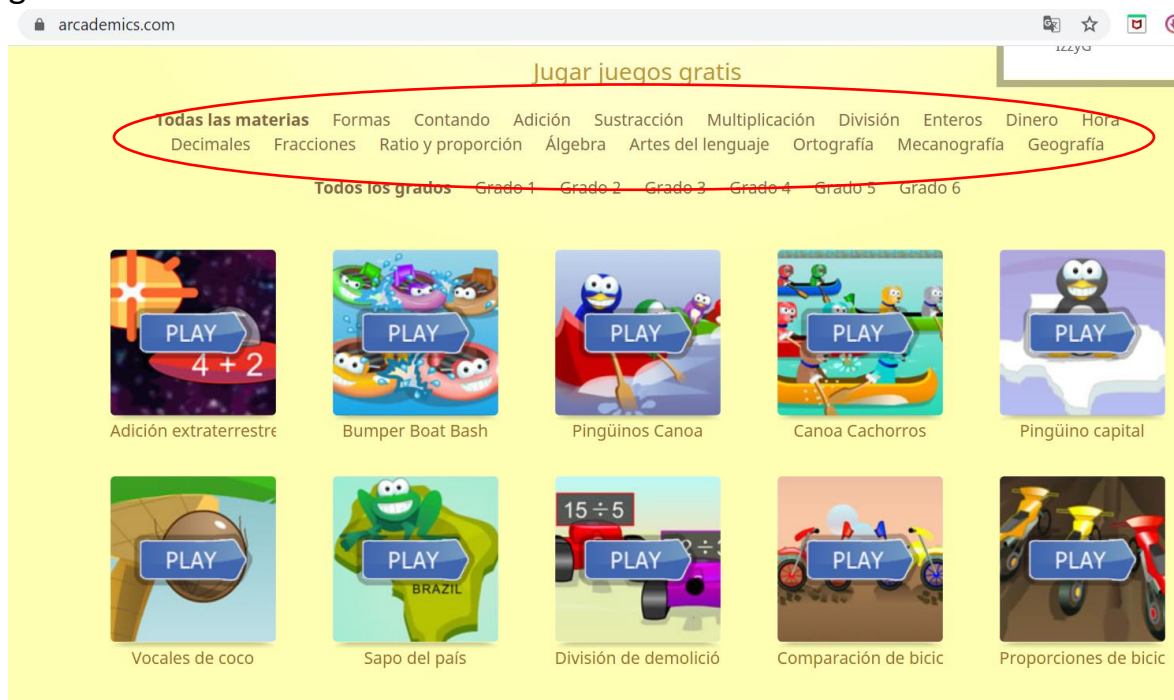 arcademics.com
IzzyG
Jugar juegos gratis
Todas las materias Formas Contando Adición Sustracción Multiplicación División Enteros Dinero Hora
Decimales Fracciones Ratio y proporción Álgebra Artes del lenguaje Ortografía Mecanografía Geografía
Todos los grados Grado 1 Grado 2 Grado 3 Grado 4 Grado 5 Grado 6
PLAY PLAY PLAY PLAY PLAY
4 + 2
Adición extraterrestre Bumper Boat Bash Pingüinos Canoa Canoa Cachorros Pingüino capital
15 ÷ 5
PLAY PLAY PLAY PLAY PLAY
BRAZIL
Vocales de coco Sapo del país División de demolició Comparación de bicic Proporciones de bicic